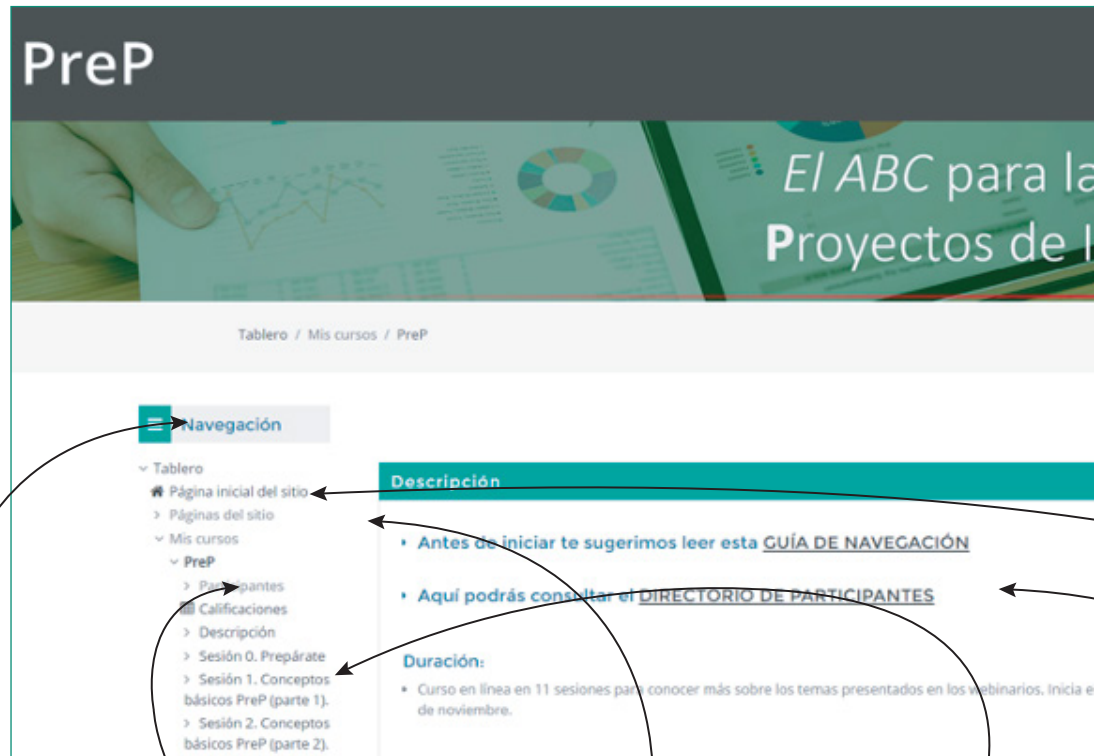 PreP
El ABC para la
Proyectos de I
Tablero / Mis cursos / PreP
Navegación
Tablero
Página inicial del sitio
Páginas del sitio
Mis cursos
PreP
Participantes
Calificaciones
Descripción
Sesión 0. Prepárate
Sesión 1. Conceptos
básicos PreP (parte 1).
Sesión 2. Conceptos
básicos PreP (parte 2).
Descripción
Antes de iniciar te sugerimos leer esta GUÍA DE NAVEGACIÓN
Aquí podrás consultar el DIRECTORIO DE PARTICIPANTES
Duración:
Curso en línea en 11 sesiones para conocer más sobre los temas presentados en los webinarios. Inicia e
de noviembre.